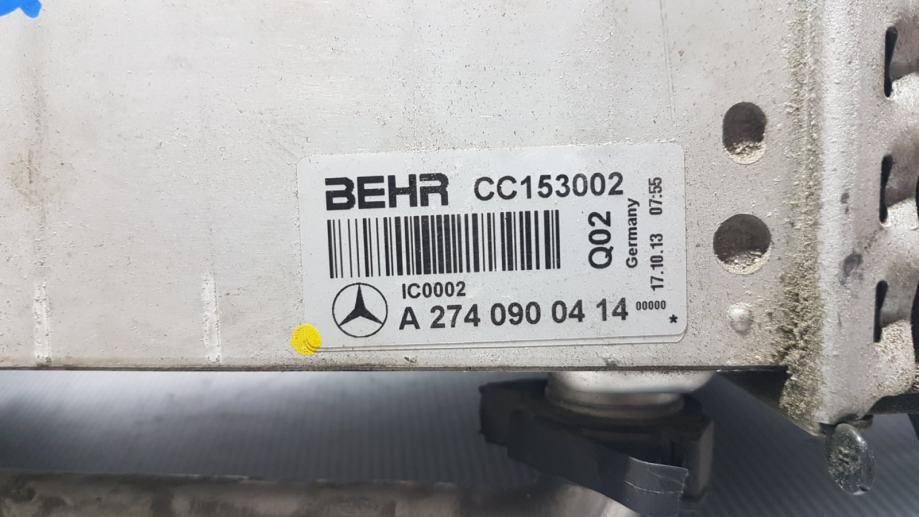 BEHR CC153002
Q02
Germany
17.10.13 07:55
IC0002
A 274 090 04 14 00000 *